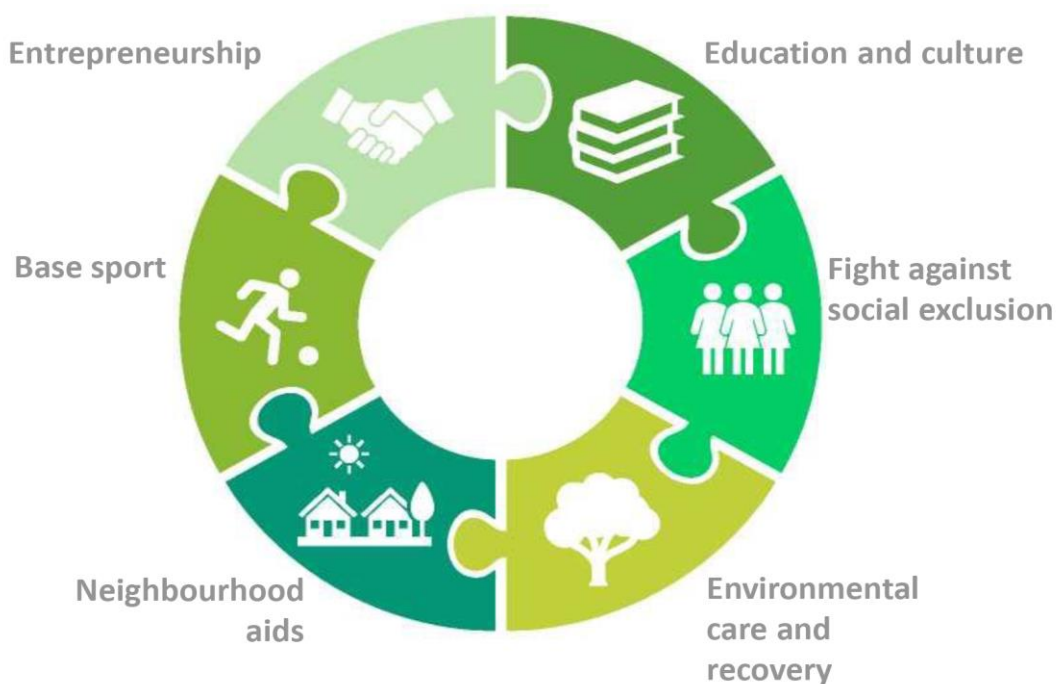 Entrepreneurship
Education and culture
Base sport
Fight against
social exclusion
Neighbourhood
aids
Environmental
care and
recovery